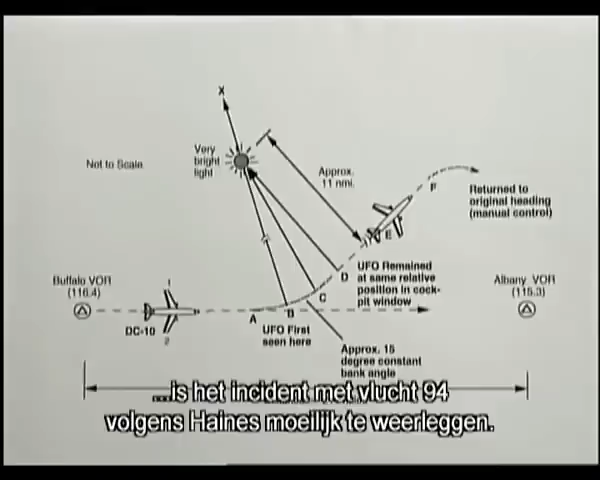 X
Very
bright
light
Not to Scale
Approx.
11 nmi.
F
Returned to
original heading
(manual control)
E
D
UFO Remained
at same relative
position in cock-
pit window
C
Buffalo VOR
(116.4)
Albany VOR
(115.3)
1
DC-10
2
A
B
UFO First
seen here
Approx. 15
degree constant
bank angle
...is het incident met vlucht 94
volgens Haines moeilijk te weerleggen.